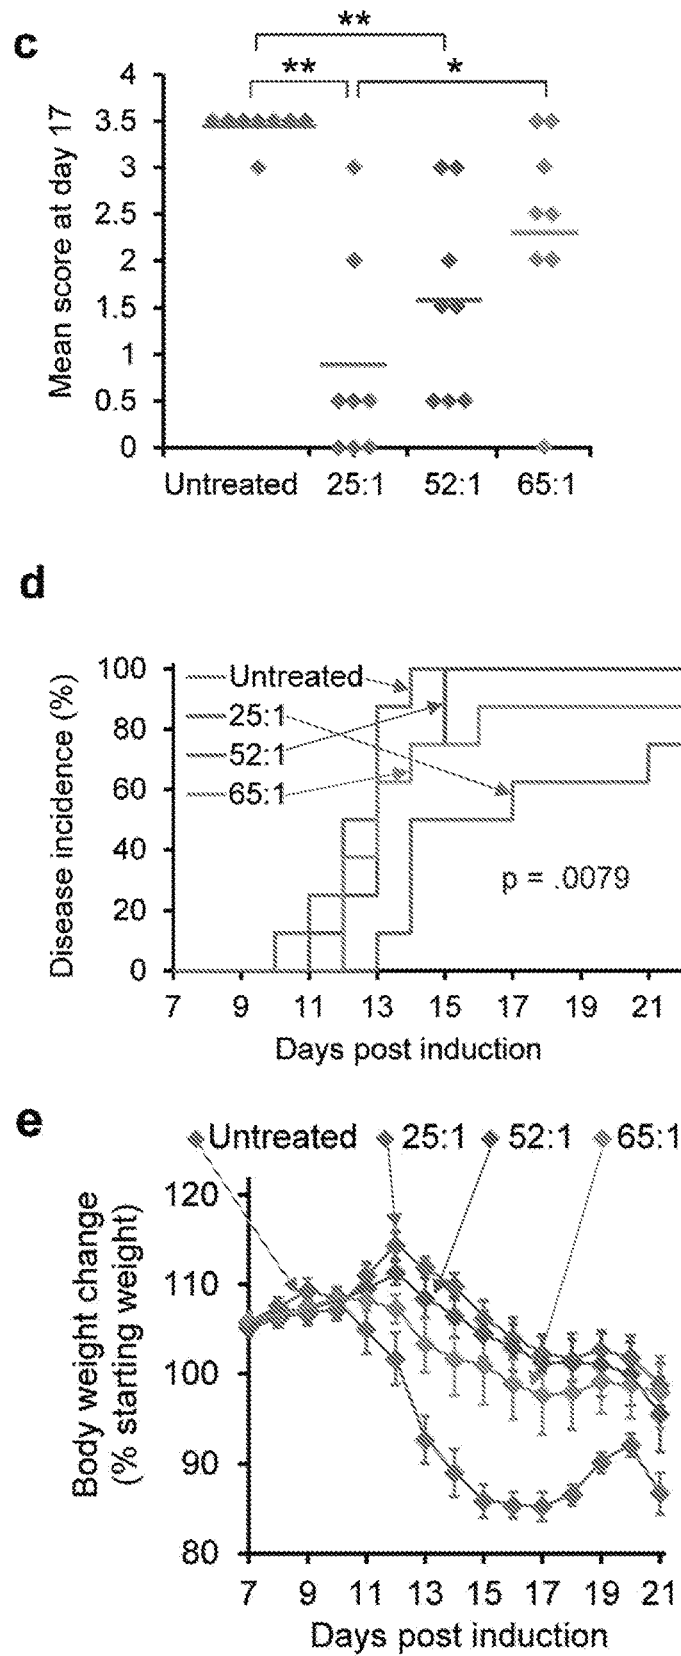 c
**
** *
4
3.5
3
2.5
2
1.5
1
0.5
0
Mean score at day 17
Untreated 25:1 52:1 65:1
d
100
80
60
40
20
0
Disease incidence (%)
Untreated
25:1
52:1
65:1
p = .0079
7 9 11 13 15 17 19 21
Days post induction
e
Untreated 25:1 52:1 65:1
120
110
100
90
80
Body weight change
(% starting weight)
7 9 11 13 15 17 19 21
Days post induction